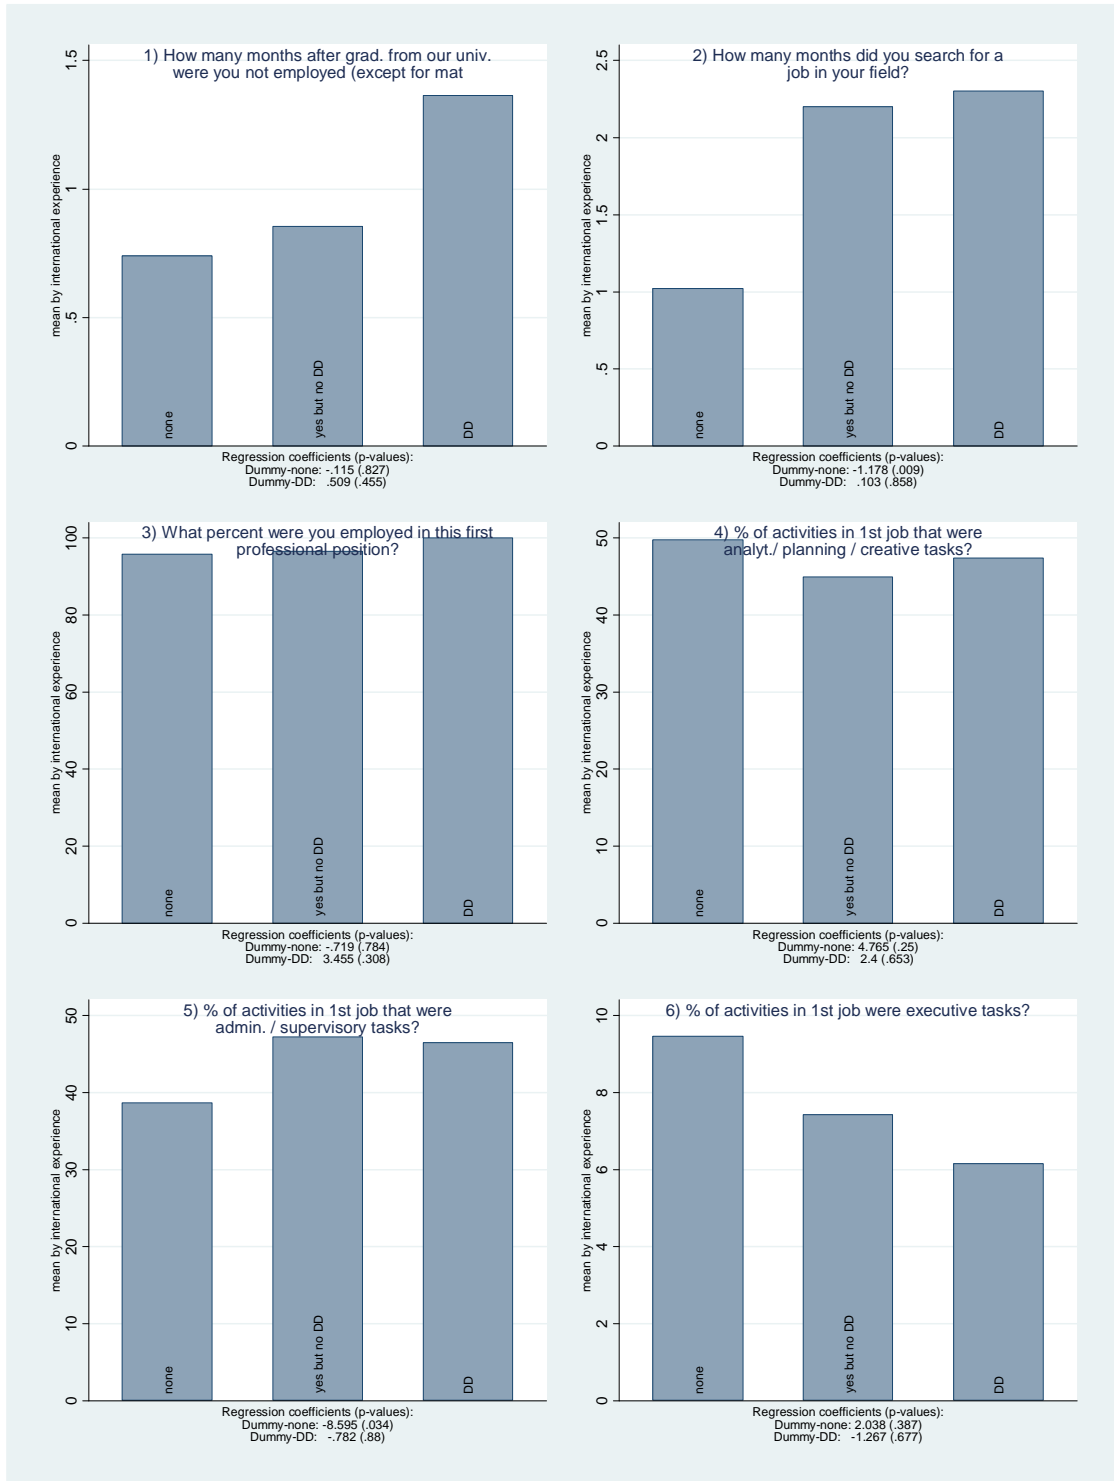 1) How many months after grad. from our univ.
were you not employed (except for mat
mean by international experience
1.5
1
.5
0
none
yes but no DD
DD
Regression coefficients (p-values):
Dummy-none: -.115 (.827)
Dummy-DD: .509 (.455)
2) How many months did you search for a
job in your field?
mean by international experience
2.5
2
1.5
1
.5
0
none
yes but no DD
DD
Regression coefficients (p-values):
Dummy-none: -1.178 (.009)
Dummy-DD: .103 (.858)
3) What percent were you employed in this first
professional position?
mean by international experience
100
80
60
40
20
0
none
yes but no DD
DD
Regression coefficients (p-values):
Dummy-none: -.719 (.784)
Dummy-DD: 3.455 (.308)
4) % of activities in 1st job that were
analyt./ planning / creative tasks?
mean by international experience
50
40
30
20
10
0
none
yes but no DD
DD
Regression coefficients (p-values):
Dummy-none: 4.765 (.25)
Dummy-DD: 2.4 (.653)
5) % of activities in 1st job that were
admin. / supervisory tasks?
mean by international experience
50
40
30
20
10
0
none
yes but no DD
DD
Regression coefficients (p-values):
Dummy-none: -8.595 (.034)
Dummy-DD: -.782 (.88)
6) % of activities in 1st job were executive tasks?
mean by international experience
10
8
6
4
2
0
none
yes but no DD
DD
Regression coefficients (p-values):
Dummy-none: 2.038 (.387)
Dummy-DD: -1.267 (.677)